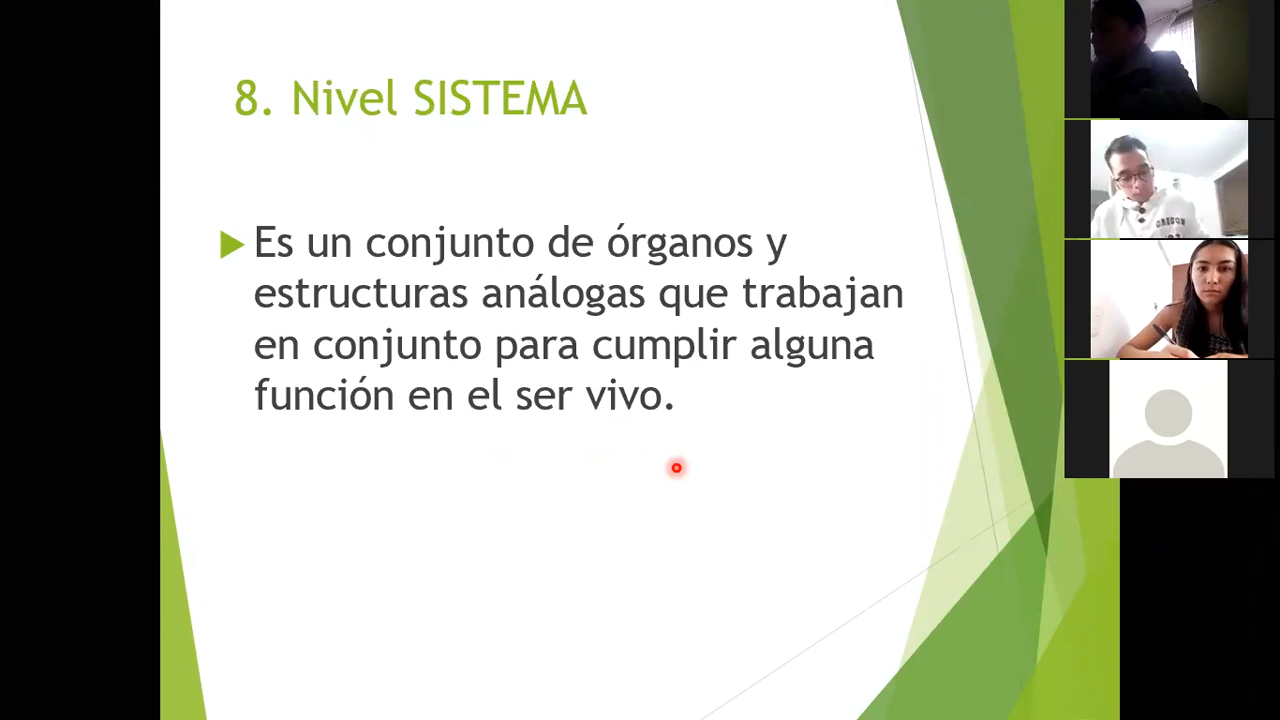 8. Nivel SISTEMA
Es un conjunto de órganos y
estructuras análogas que trabajan
en conjunto para cumplir alguna
función en el ser vivo.
OREGON